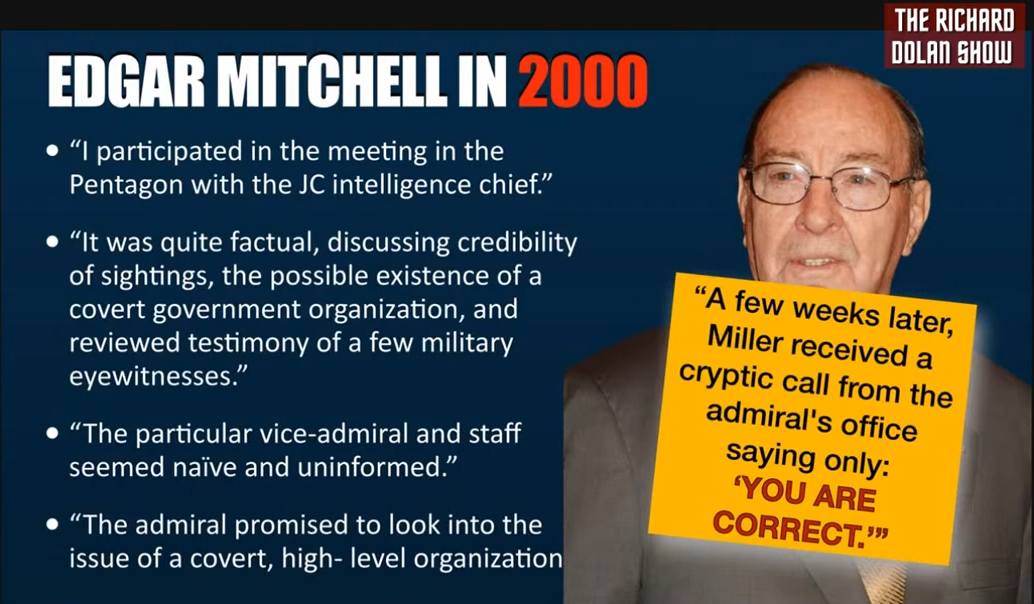 THE RICHARD
DOLAN SHOW
EDGAR MITCHELL IN 2000
• “I participated in the meeting in the
Pentagon with the JC intelligence chief.”
• “It was quite factual, discussing credibility
of sightings, the possible existence of a
covert government organization, and
reviewed testimony of a few military
eyewitnesses.”
• “The particular vice-admiral and staff
seemed naïve and uninformed.”
• “The admiral promised to look into the
issue of a covert, high- level organization
“A few weeks later,
Miller received a
cryptic call from the
admiral's office
saying only:
‘YOU ARE
CORRECT.’”